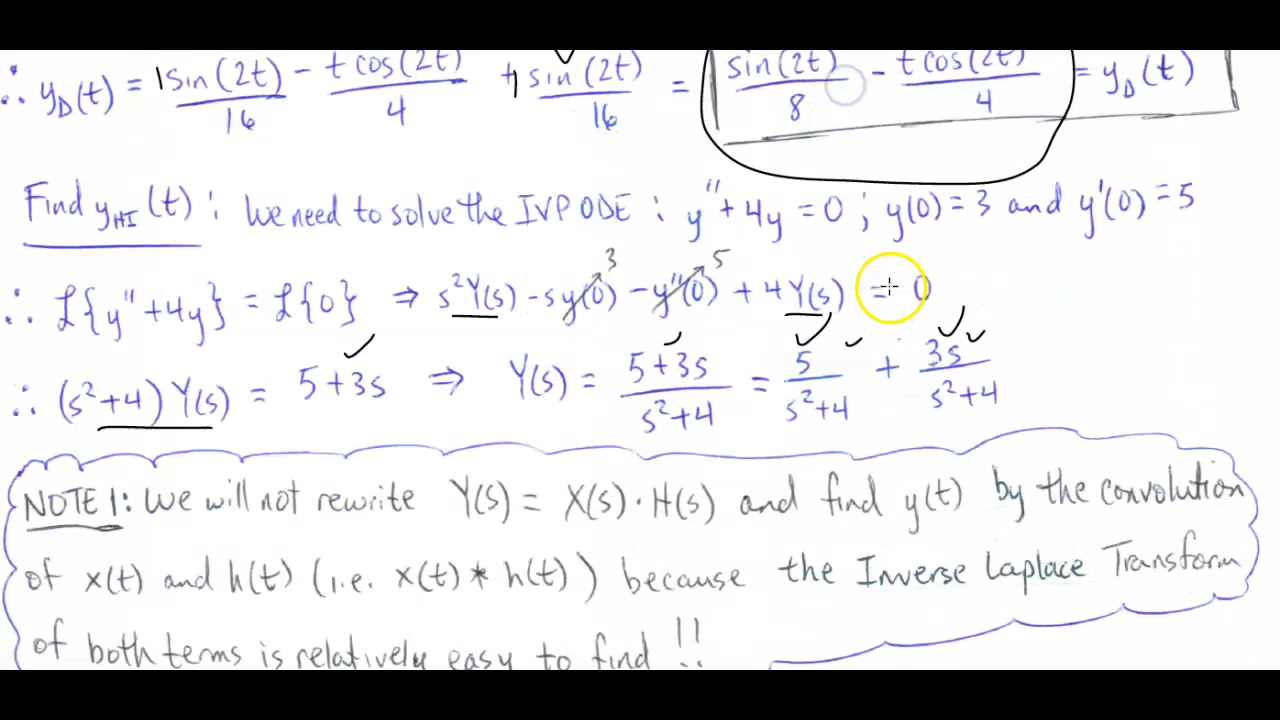 ∴ y_D(t) = 1sin(2t)/16 - t cos(2t)/4 + 1sin(2t)/16 = sin(2t)/8 - t cos(2t)/4 = y_D(t)
Find y_HI(t): We need to solve the IVP ODE: y'' + 4y = 0; y(0) = 3 and y'(0) = 5
∴ ℒ{y'' + 4y} = ℒ{0} ⇒ s²Y(s) - sy(0)↗3 - y''(0)↗5 + 4Y(s) = 0
∴ (s²+4) Y(s) = 5+3s ⇒ Y(s) = (5+3s)/(s²+4) = 5/(s²+4) + 3s/(s²+4)
NOTE 1: We will not rewrite Y(s) = X(s)·H(s) and find y(t) by the convolution
of x(t) and h(t) (i.e. x(t) * h(t)) because the Inverse Laplace Transform
of both terms is relatively easy to find!!